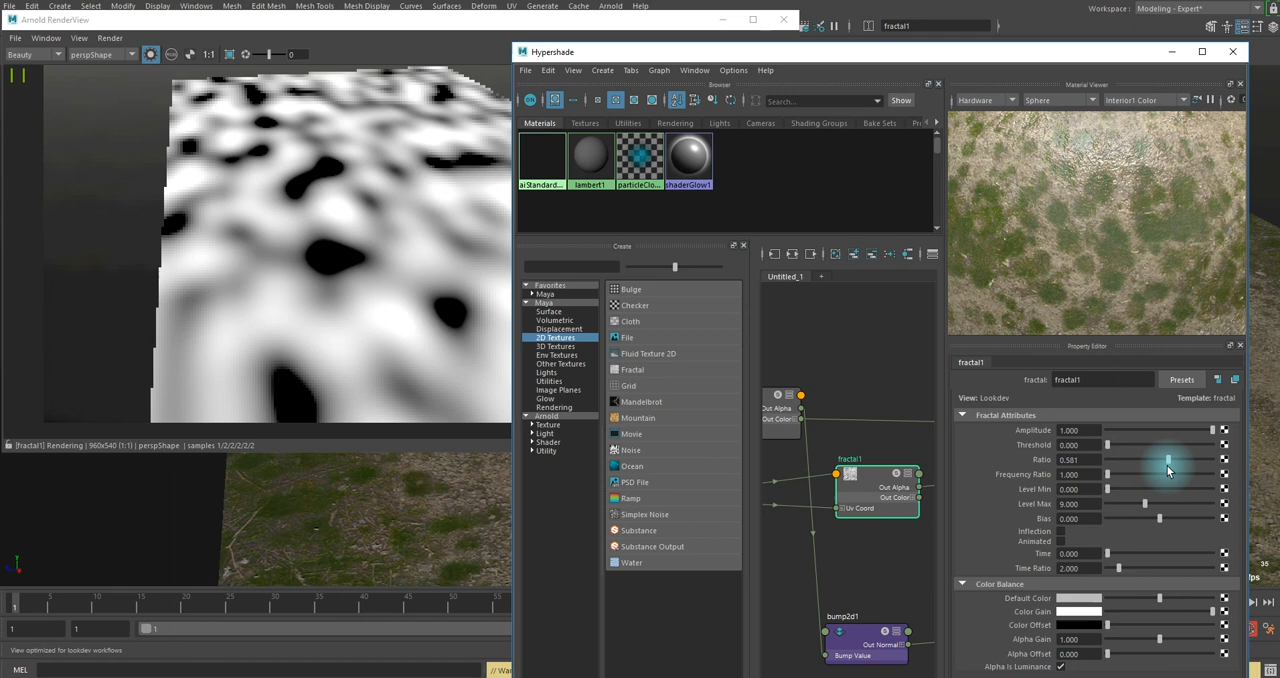 File Edit Create Select Modify Display Windows Mesh Edit Mesh Mesh Tools Mesh Display Curves Surfaces Deform UV Generate Cache Arnold Help
Workspace : Modeling - Expert*
Arnold RenderView
fractal1
File Window View Render
Beauty perspShape 1:1 0
Hypershade
File Edit View Create Tabs Graph Window Options Help
Browser
Material Viewer
Search... Show
Hardware Sphere Interior1 Color
Materials Textures Utilities Rendering Lights Cameras Shading Groups Bake Sets
aiStandard... lambert1 particleClo... shaderGlow1
Create
Untitled_1 +
Favorites
Maya
Maya
Surface
Volumetric
Displacement
2D Textures
3D Textures
Env Textures
Other Textures
Lights
Utilities
Image Planes
Glow
Rendering
Arnold
Texture
Light
Shader
Utility
Bulge
Checker
Cloth
File
Fluid Texture 2D
Fractal
Grid
Mandelbrot
Mountain
Movie
Noise
Ocean
PSD File
Ramp
Simplex Noise
Substance
Substance Output
Water
Out Alpha
Out Color
fractal1
Out Alpha
Out Color
Uv Coord
bump2d1
Out Normal
Bump Value
Property Editor
fractal1
fractal: fractal1 Presets
View: Lookdev Template: fractal
Fractal Attributes
Amplitude 1.000
Threshold 0.000
Ratio 0.581
Frequency Ratio 1.000
Level Min 0.000
Level Max 9.000
Bias 0.000
Inflection
Animated
Time 0.000
Time Ratio 2.000
Color Balance
Default Color
Color Gain
Color Offset
Alpha Gain 1.000
Alpha Offset 0.000
Alpha Is Luminance
[fractal1] Rendering | 960x540 (1:1) | perspShape | samples 1/2/2/2/2/2
35
fps
1 5 10 15 20 25 30 35 40 45 50 55
1 1 1
View optimized for lookdev workflows
MEL